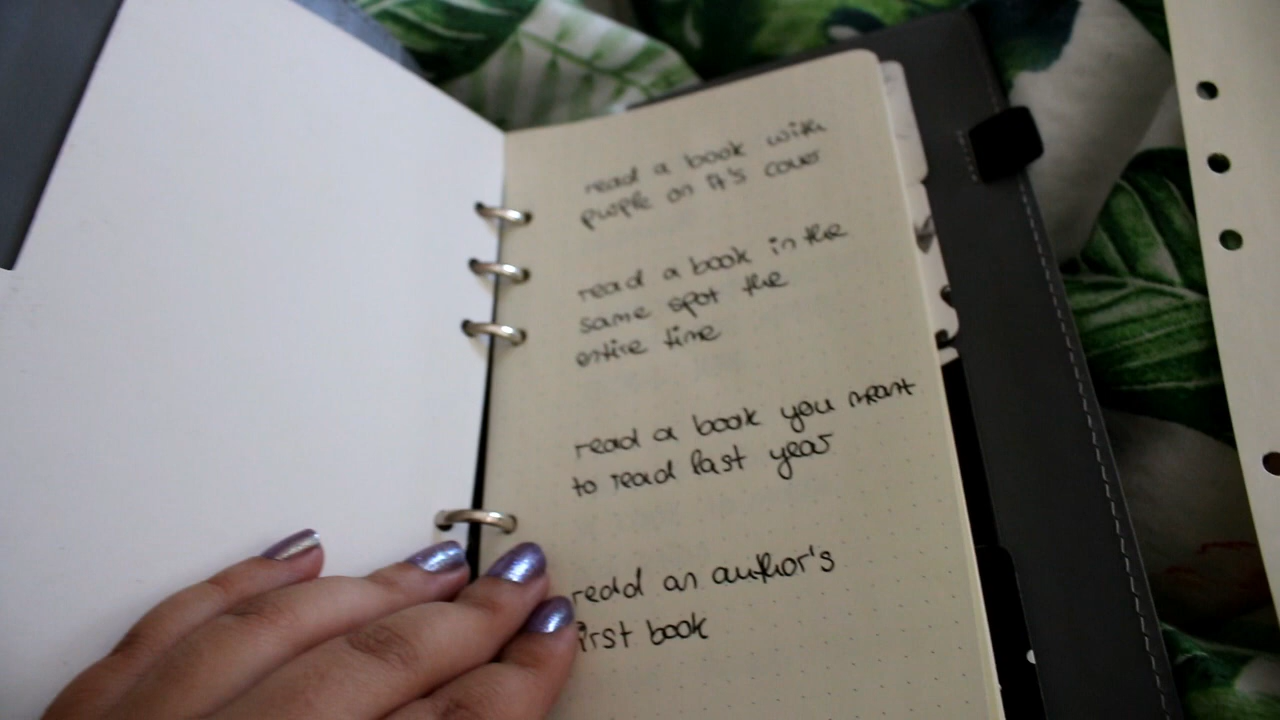 read a book with
purple on it's cover
read a book in the
same spot the
entire time
read a book you meant
to read last year
read an author's
first book